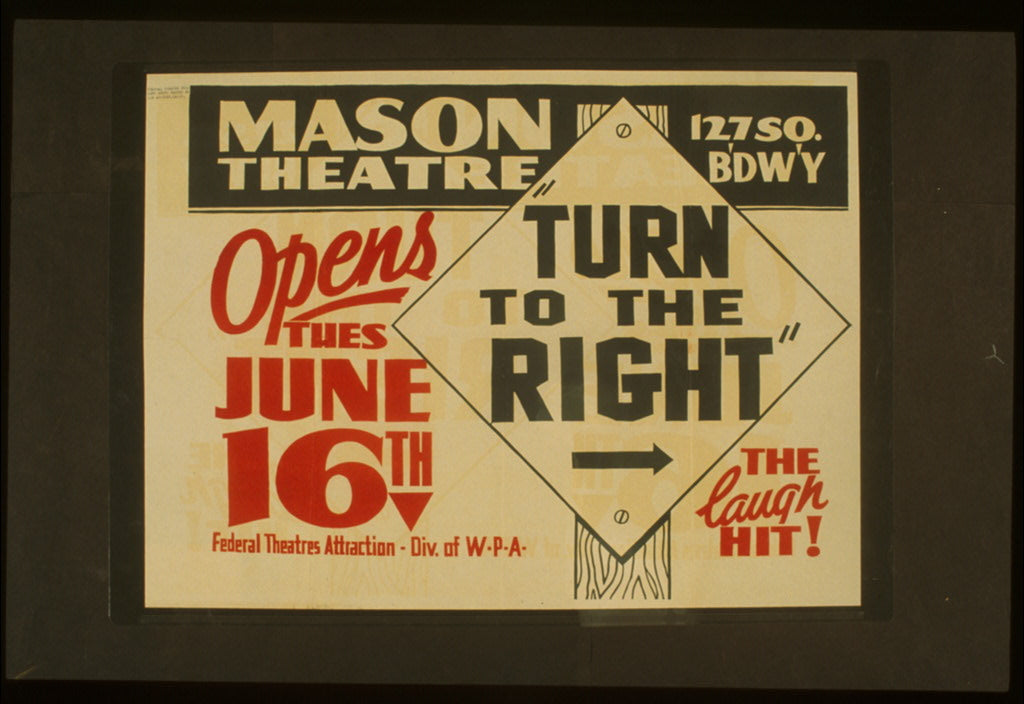 MASON
THEATRE
127 SO.
B'DW'Y
"TURN
TO THE
RIGHT"
Opens
TUES
JUNE
16TH
THE
laugh
HIT!
Federal Theatres Attraction - Div. of W·P·A·